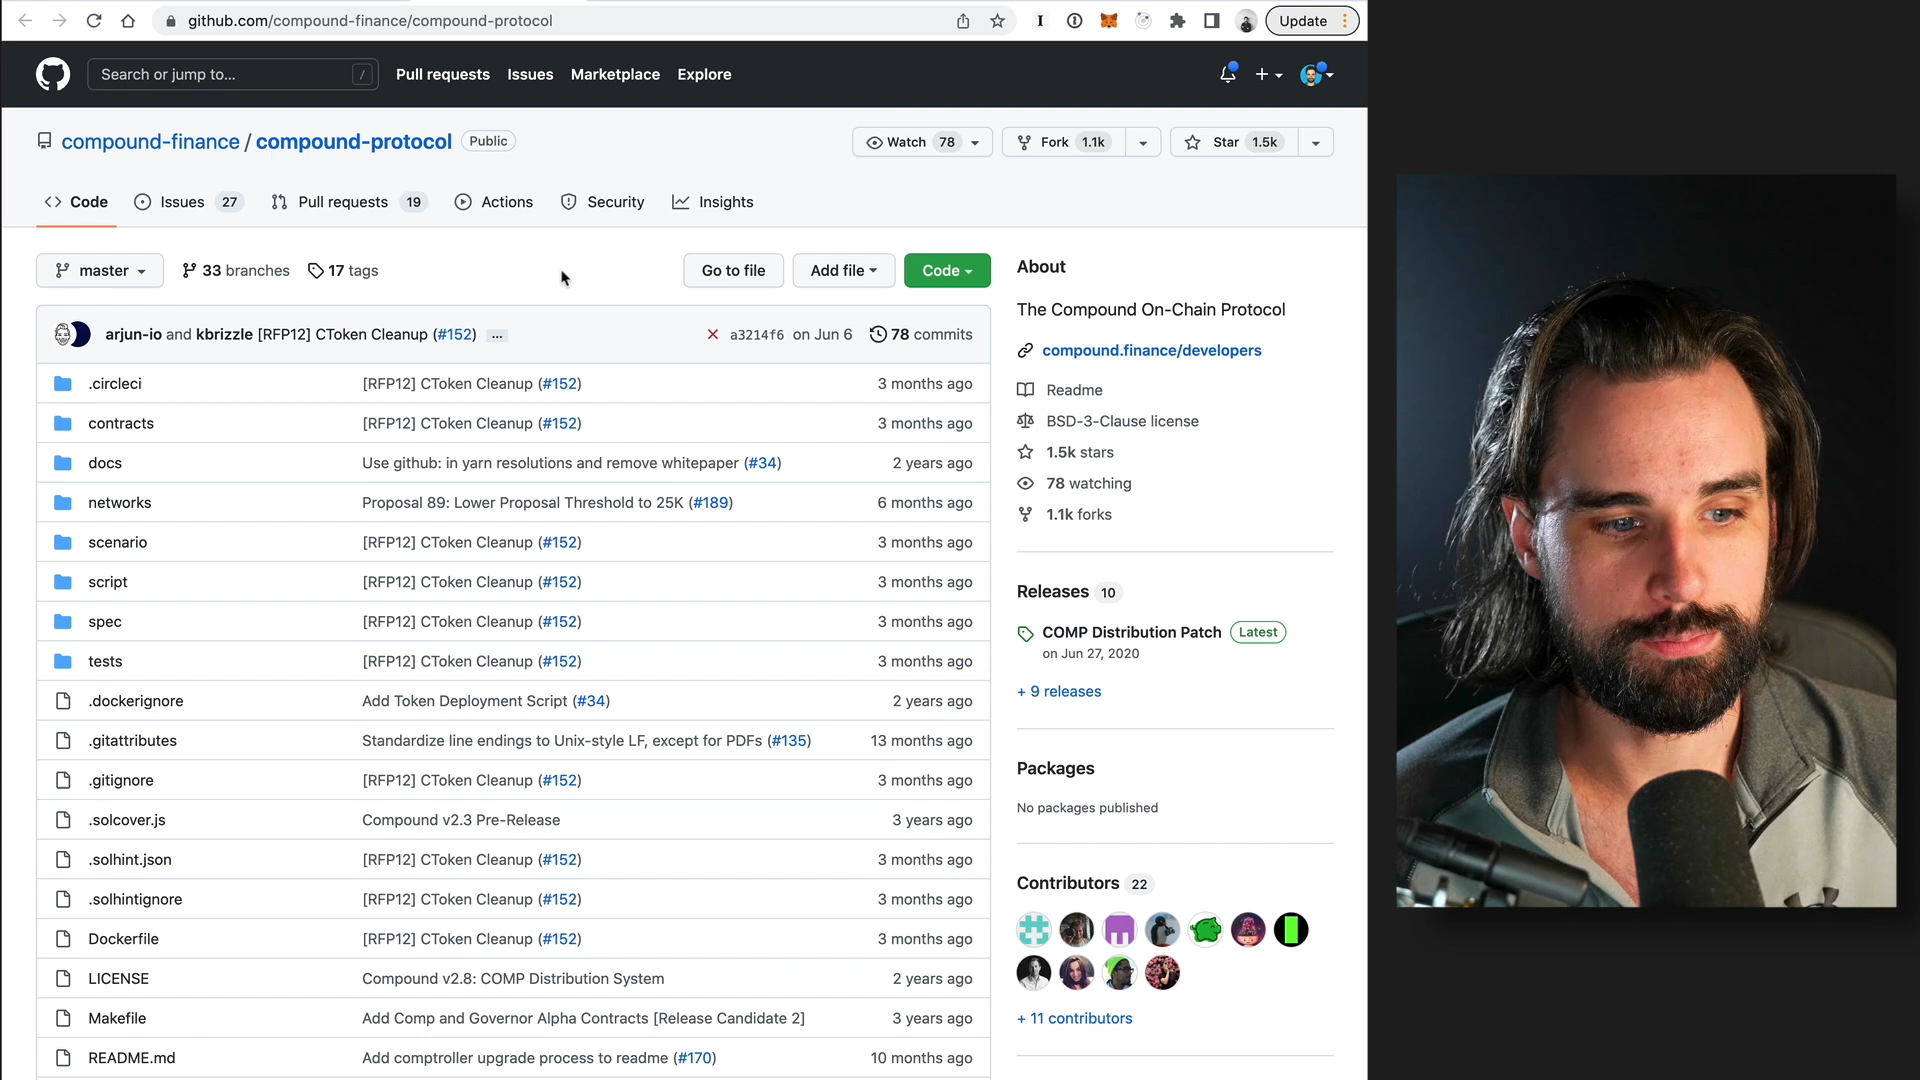 github.com/compound-finance/compound-protocol
Update
Search or jump to...
/
Pull requests
Issues
Marketplace
Explore
compound-finance / compound-protocol
Public
Watch 78
Fork 1.1k
Star 1.5k
Code
Issues 27
Pull requests 19
Actions
Security
Insights
master
33 branches
17 tags
Go to file
Add file
Code
arjun-io and kbrizzle [RFP12] CToken Cleanup (#152) ...
a3214f6 on Jun 6
78 commits
.circleci [RFP12] CToken Cleanup (#152) 3 months ago
contracts [RFP12] CToken Cleanup (#152) 3 months ago
docs Use github: in yarn resolutions and remove whitepaper (#34) 2 years ago
networks Proposal 89: Lower Proposal Threshold to 25K (#189) 6 months ago
scenario [RFP12] CToken Cleanup (#152) 3 months ago
script [RFP12] CToken Cleanup (#152) 3 months ago
spec [RFP12] CToken Cleanup (#152) 3 months ago
tests [RFP12] CToken Cleanup (#152) 3 months ago
.dockerignore Add Token Deployment Script (#34) 2 years ago
.gitattributes Standardize line endings to Unix-style LF, except for PDFs (#135) 13 months ago
.gitignore [RFP12] CToken Cleanup (#152) 3 months ago
.solcover.js Compound v2.3 Pre-Release 3 years ago
.solhint.json [RFP12] CToken Cleanup (#152) 3 months ago
.solhintignore [RFP12] CToken Cleanup (#152) 3 months ago
Dockerfile [RFP12] CToken Cleanup (#152) 3 months ago
LICENSE Compound v2.8: COMP Distribution System 2 years ago
Makefile Add Comp and Governor Alpha Contracts [Release Candidate 2] 3 years ago
README.md Add comptroller upgrade process to readme (#170) 10 months ago
About
The Compound On-Chain Protocol
compound.finance/developers
Readme
BSD-3-Clause license
1.5k stars
78 watching
1.1k forks
Releases 10
COMP Distribution Patch Latest
on Jun 27, 2020
+ 9 releases
Packages
No packages published
Contributors 22
+ 11 contributors